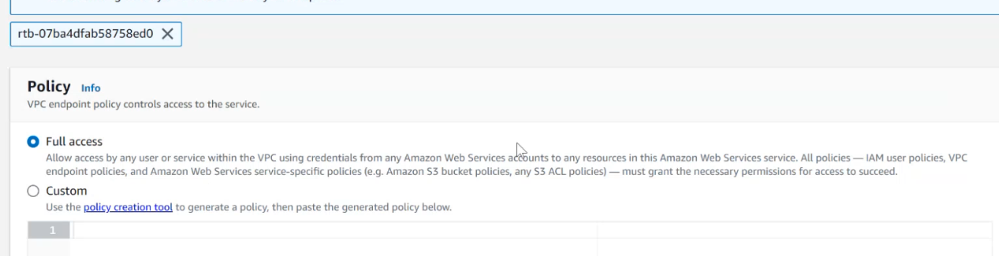 rtb-07ba4dfab58758ed0
Policy Info
VPC endpoint policy controls access to the service.
Full access
Allow access by any user or service within the VPC using credentials from any Amazon Web Services accounts to any resources in this Amazon Web Services service. All policies — IAM user policies, VPC
endpoint policies, and Amazon Web Services service-specific policies (e.g. Amazon S3 bucket policies, any S3 ACL policies) — must grant the necessary permissions for access to succeed.
Custom
Use the policy creation tool to generate a policy, then paste the generated policy below.
1